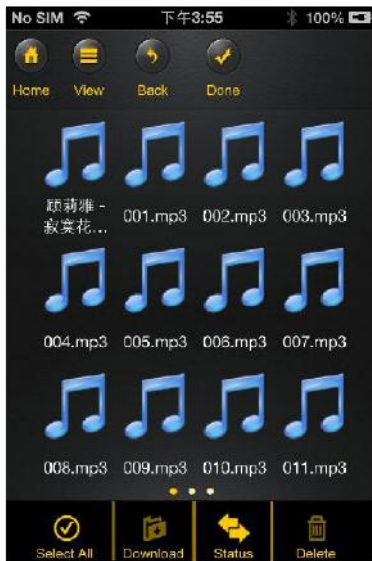 No SIM 下午3:55 100%
Home View Back Done
顾莉雅 - 001.mp3 002.mp3 003.mp3
寂寞花...
004.mp3 005.mp3 006.mp3 007.mp3
008.mp3 009.mp3 010.mp3 011.mp3
Select All Download Status Delete